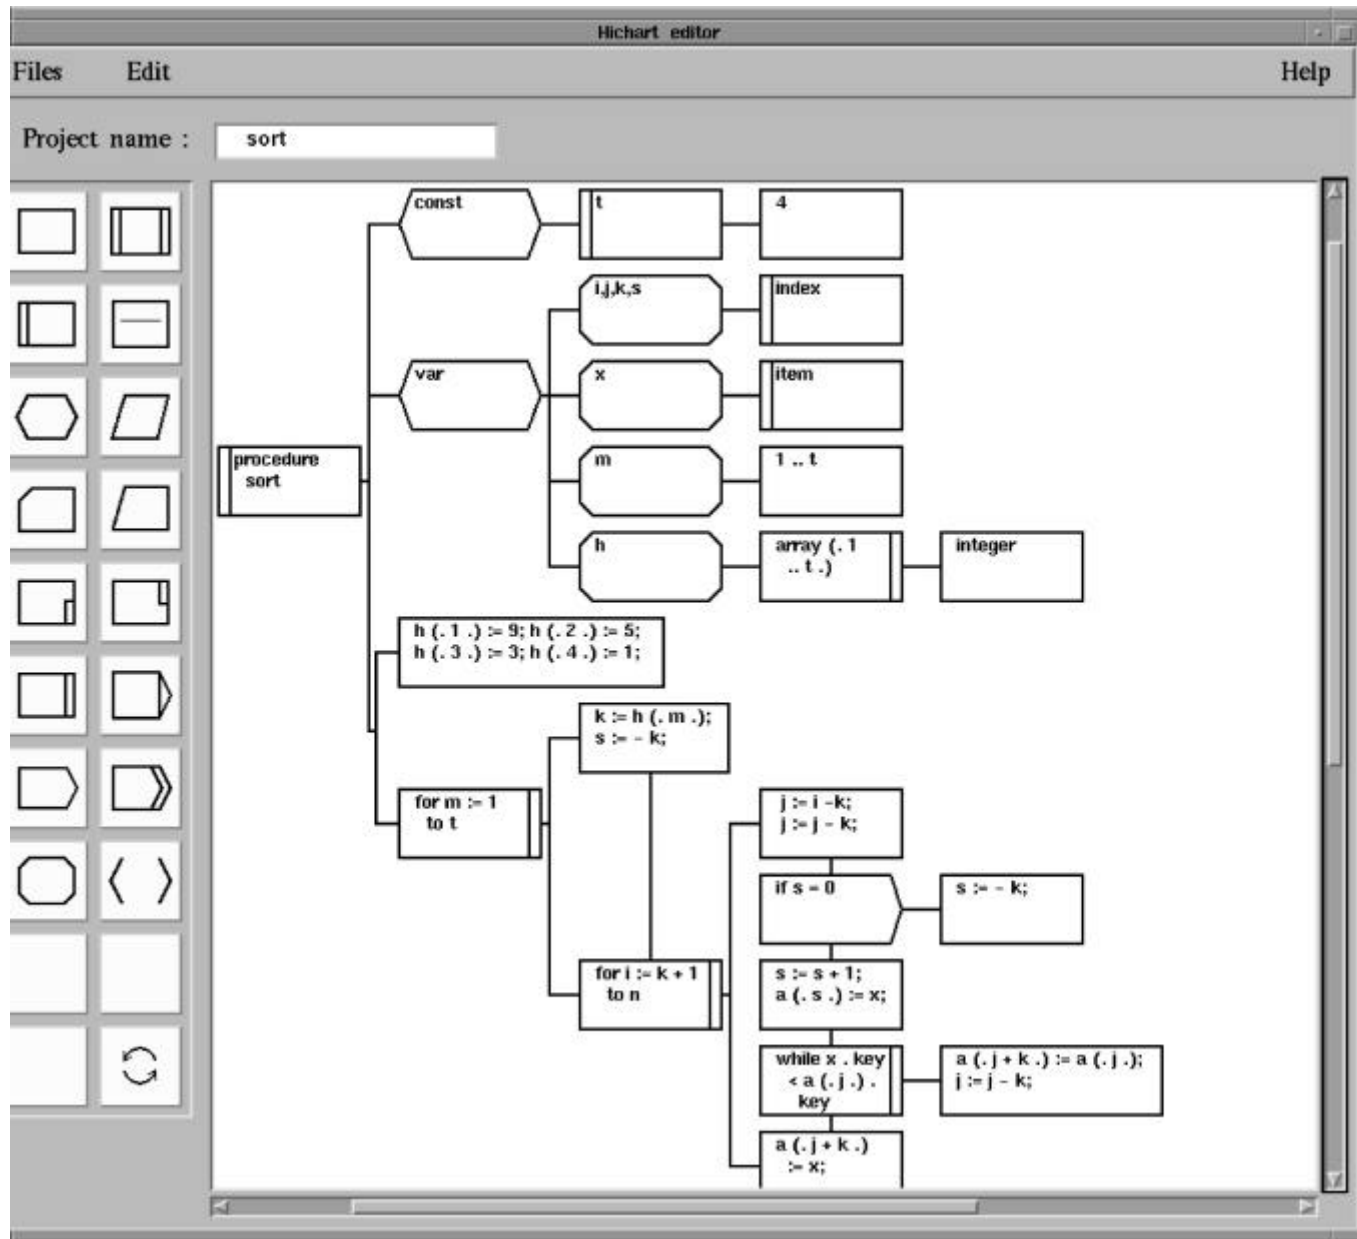 Hichart editor
Files Edit Help
Project name : sort
const t 4
i,j,k,s index
var x item
procedure m 1 .. t
sort
h array (. 1 integer
.. t .)
h (. 1 .) := 9; h (. 2 .) := 5;
h (. 3 .) := 3; h (. 4 .) := 1;
k := h (. m .);
s := - k;
for m := 1
to t
j := i -k;
j := j - k;
if s = 0 s := - k;
for i := k + 1
to n
s := s + 1;
a (. s .) := x;
while x . key
< a (. j .) .
key
a (. j + k .) := a (. j .);
j := j - k;
a (. j + k .)
:= x;